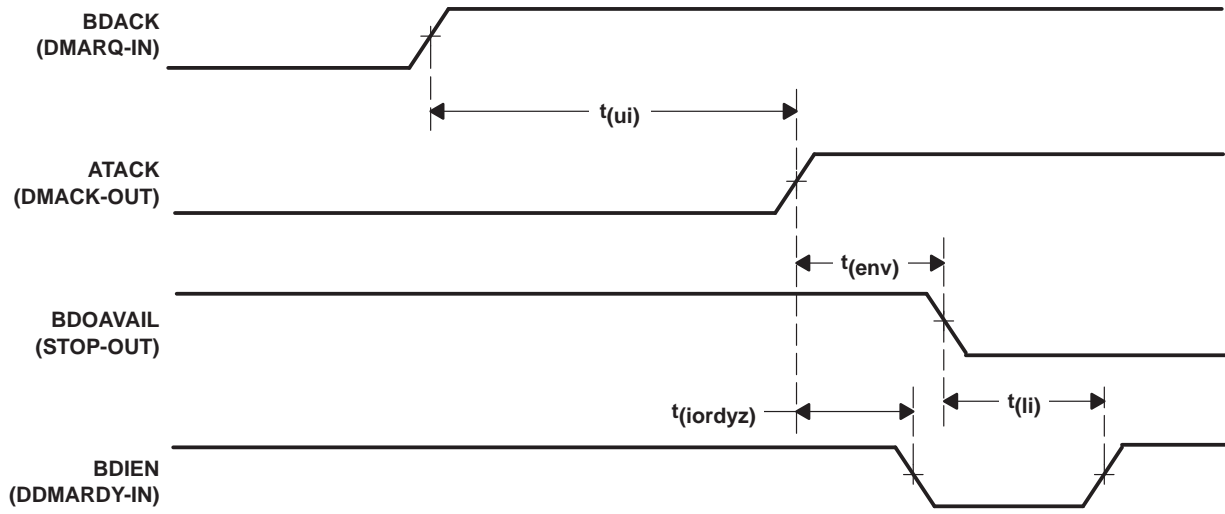 BDACK
(DMARQ-IN)
t(ui)
ATACK
(DMACK-OUT)
t(env)
BDOAVAIL
(STOP-OUT)
t(iordyz)
t(li)
BDIEN
(DDMARDY-IN)